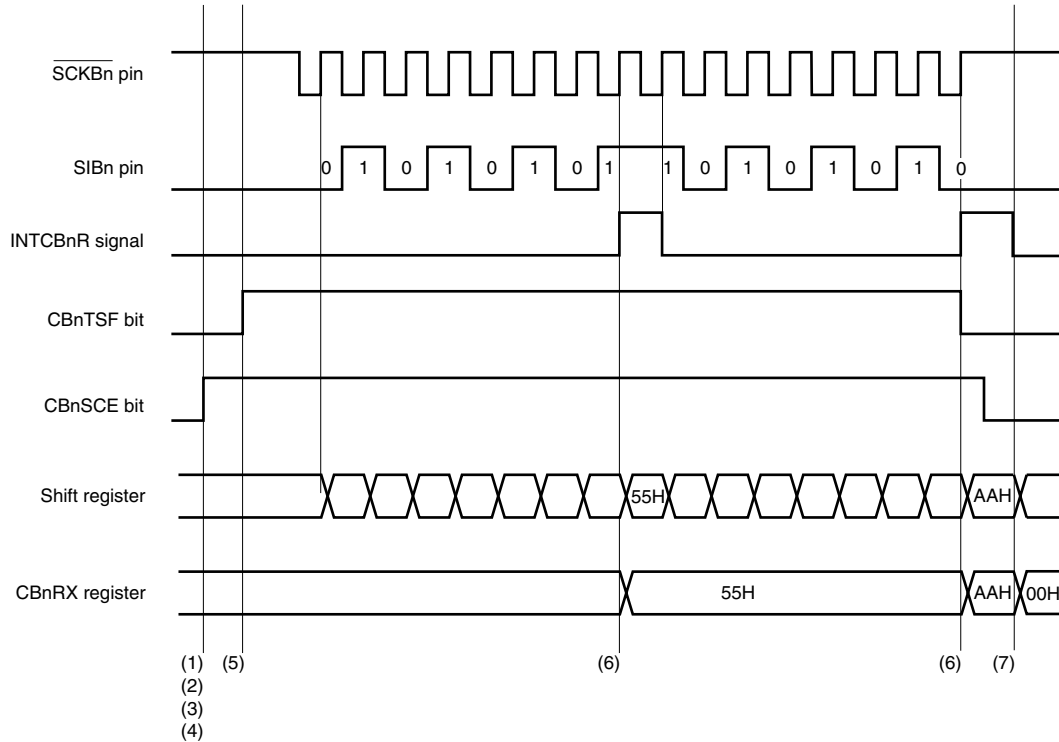 SCKBn pin
SIBn pin
0 1 0 1 0 1 0 1 1 0 1 0 1 0 1 0
INTCBnR signal
CBnTSF bit
CBnSCE bit
Shift register
55H
AAH
CBnRX register
55H
AAH
00H
(1) (5) (6) (6) (7)
(2)
(3)
(4)